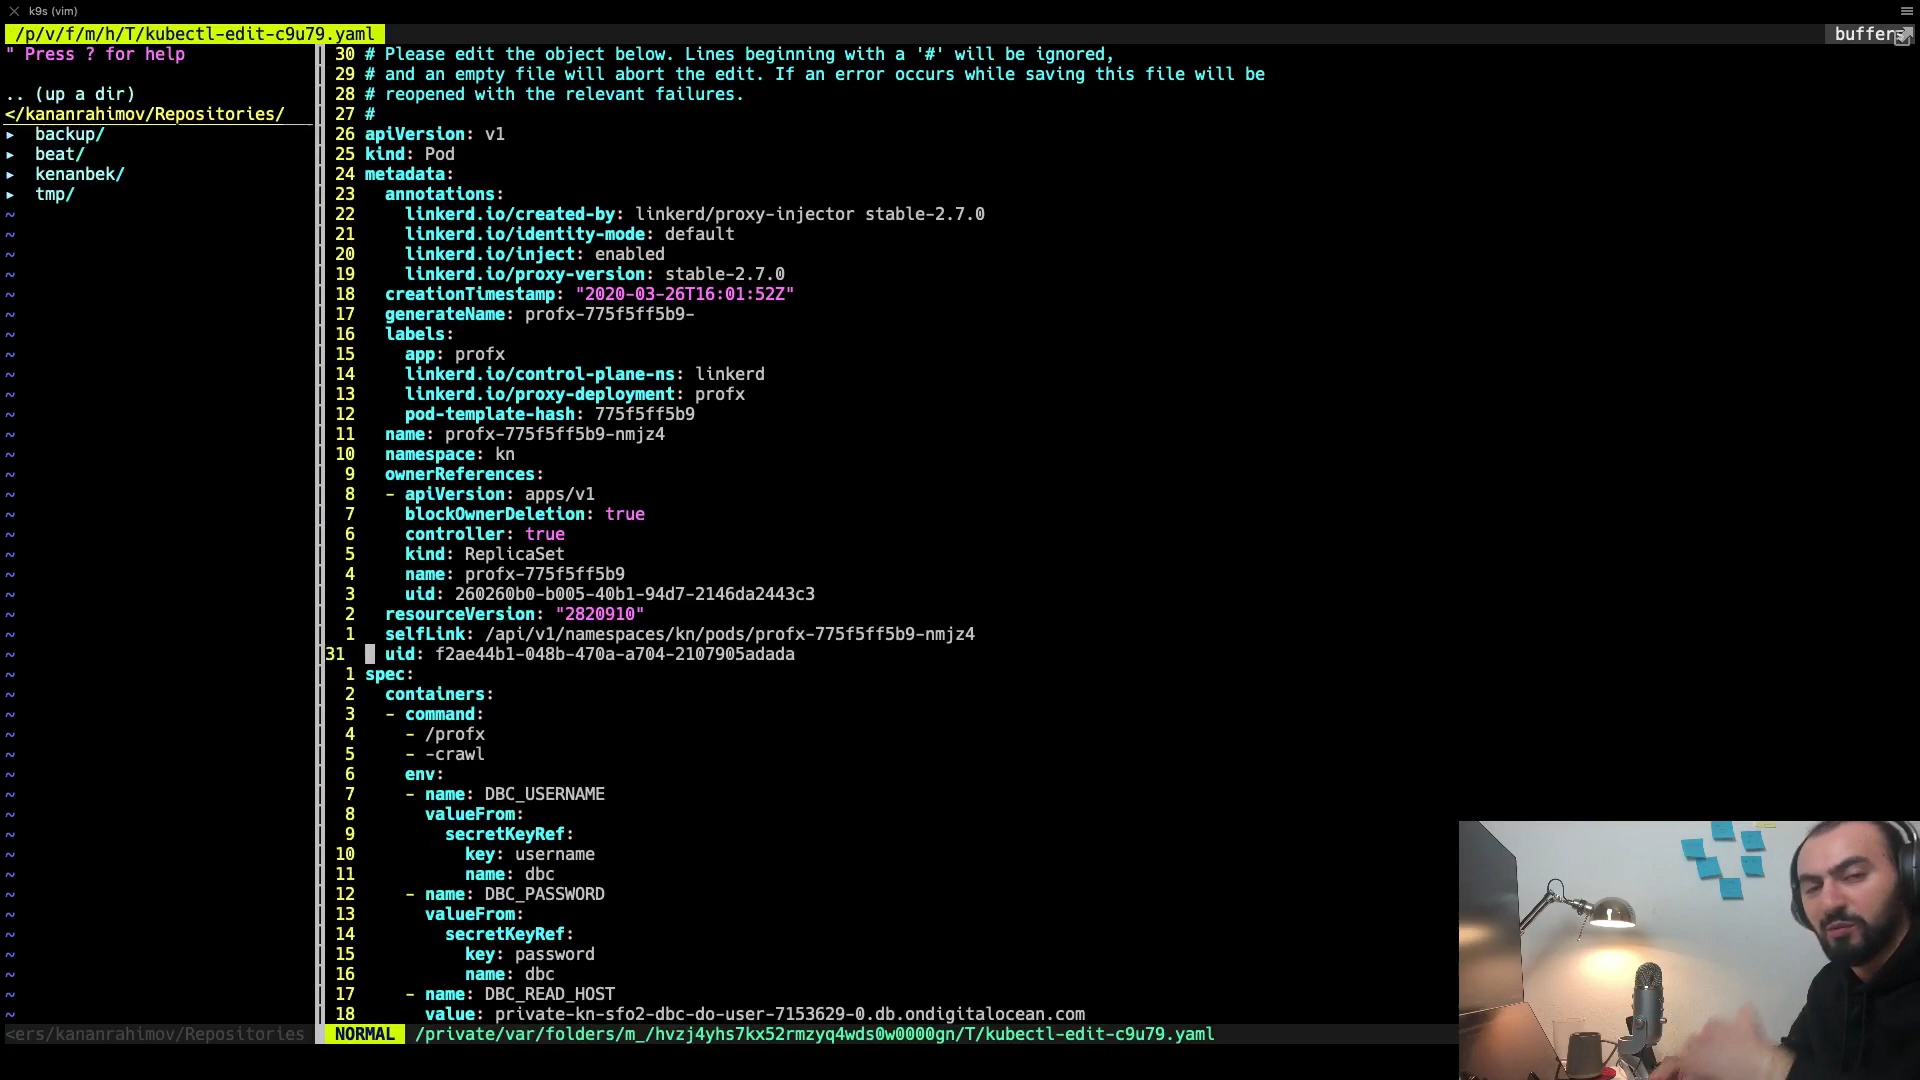 k9s (vim)
/p/v/f/m/h/T/kubectl-edit-c9u79.yaml
buffers
" Press ? for help
.. (up a dir)
</kananrahimov/Repositories/
▸ backup/
▸ beat/
▸ kenanbek/
▸ tmp/
30 # Please edit the object below. Lines beginning with a '#' will be ignored,
29 # and an empty file will abort the edit. If an error occurs while saving this file will be
28 # reopened with the relevant failures.
27 #
26 apiVersion: v1
25 kind: Pod
24 metadata:
23   annotations:
22     linkerd.io/created-by: linkerd/proxy-injector stable-2.7.0
21     linkerd.io/identity-mode: default
20     linkerd.io/inject: enabled
19     linkerd.io/proxy-version: stable-2.7.0
18   creationTimestamp: "2020-03-26T16:01:52Z"
17   generateName: profx-775f5ff5b9-
16   labels:
15     app: profx
14     linkerd.io/control-plane-ns: linkerd
13     linkerd.io/proxy-deployment: profx
12     pod-template-hash: 775f5ff5b9
11   name: profx-775f5ff5b9-nmjz4
10   namespace: kn
9   ownerReferences:
8   - apiVersion: apps/v1
7     blockOwnerDeletion: true
6     controller: true
5     kind: ReplicaSet
4     name: profx-775f5ff5b9
3     uid: 260260b0-b005-40b1-94d7-2146da2443c3
2   resourceVersion: "2820910"
1   selfLink: /api/v1/namespaces/kn/pods/profx-775f5ff5b9-nmjz4
31   uid: f2ae44b1-048b-470a-a704-2107905adada
1 spec:
2   containers:
3   - command:
4     - /profx
5     - -crawl
6     env:
7     - name: DBC_USERNAME
8       valueFrom:
9         secretKeyRef:
10           key: username
11           name: dbc
12     - name: DBC_PASSWORD
13       valueFrom:
14         secretKeyRef:
15           key: password
16           name: dbc
17     - name: DBC_READ_HOST
18       value: private-kn-sfo2-dbc-do-user-7153629-0.db.ondigitalocean.com
<ers/kananrahimov/Repositories
NORMAL /private/var/folders/m_/hvzj4yhs7kx52rmzyq4wds0w0000gn/T/kubectl-edit-c9u79.yaml